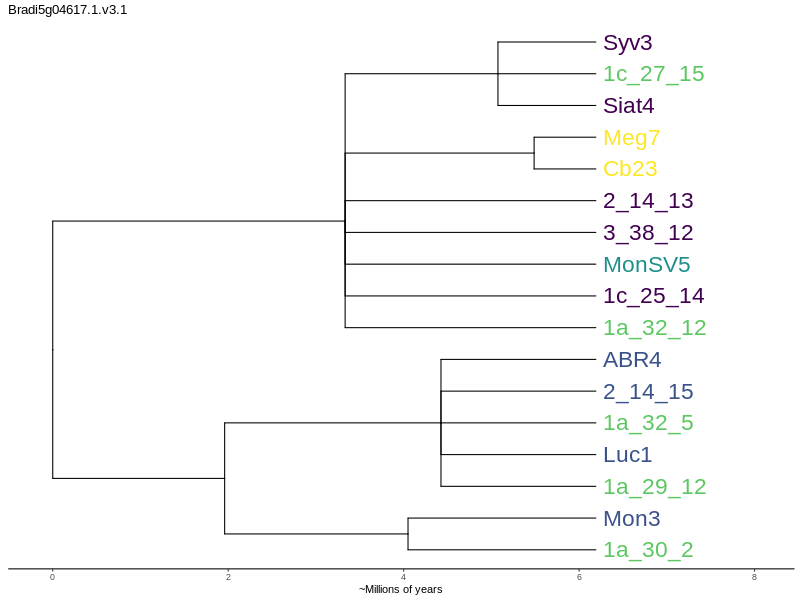 Bradi5g04617.1.v3.1
Syv3
1c_27_15
Siat4
Meg7
Cb23
2_14_13
3_38_12
MonSV5
1c_25_14
1a_32_12
ABR4
2_14_15
1a_32_5
Luc1
1a_29_12
Mon3
1a_30_2
0 2 4 6 8
~Millions of years